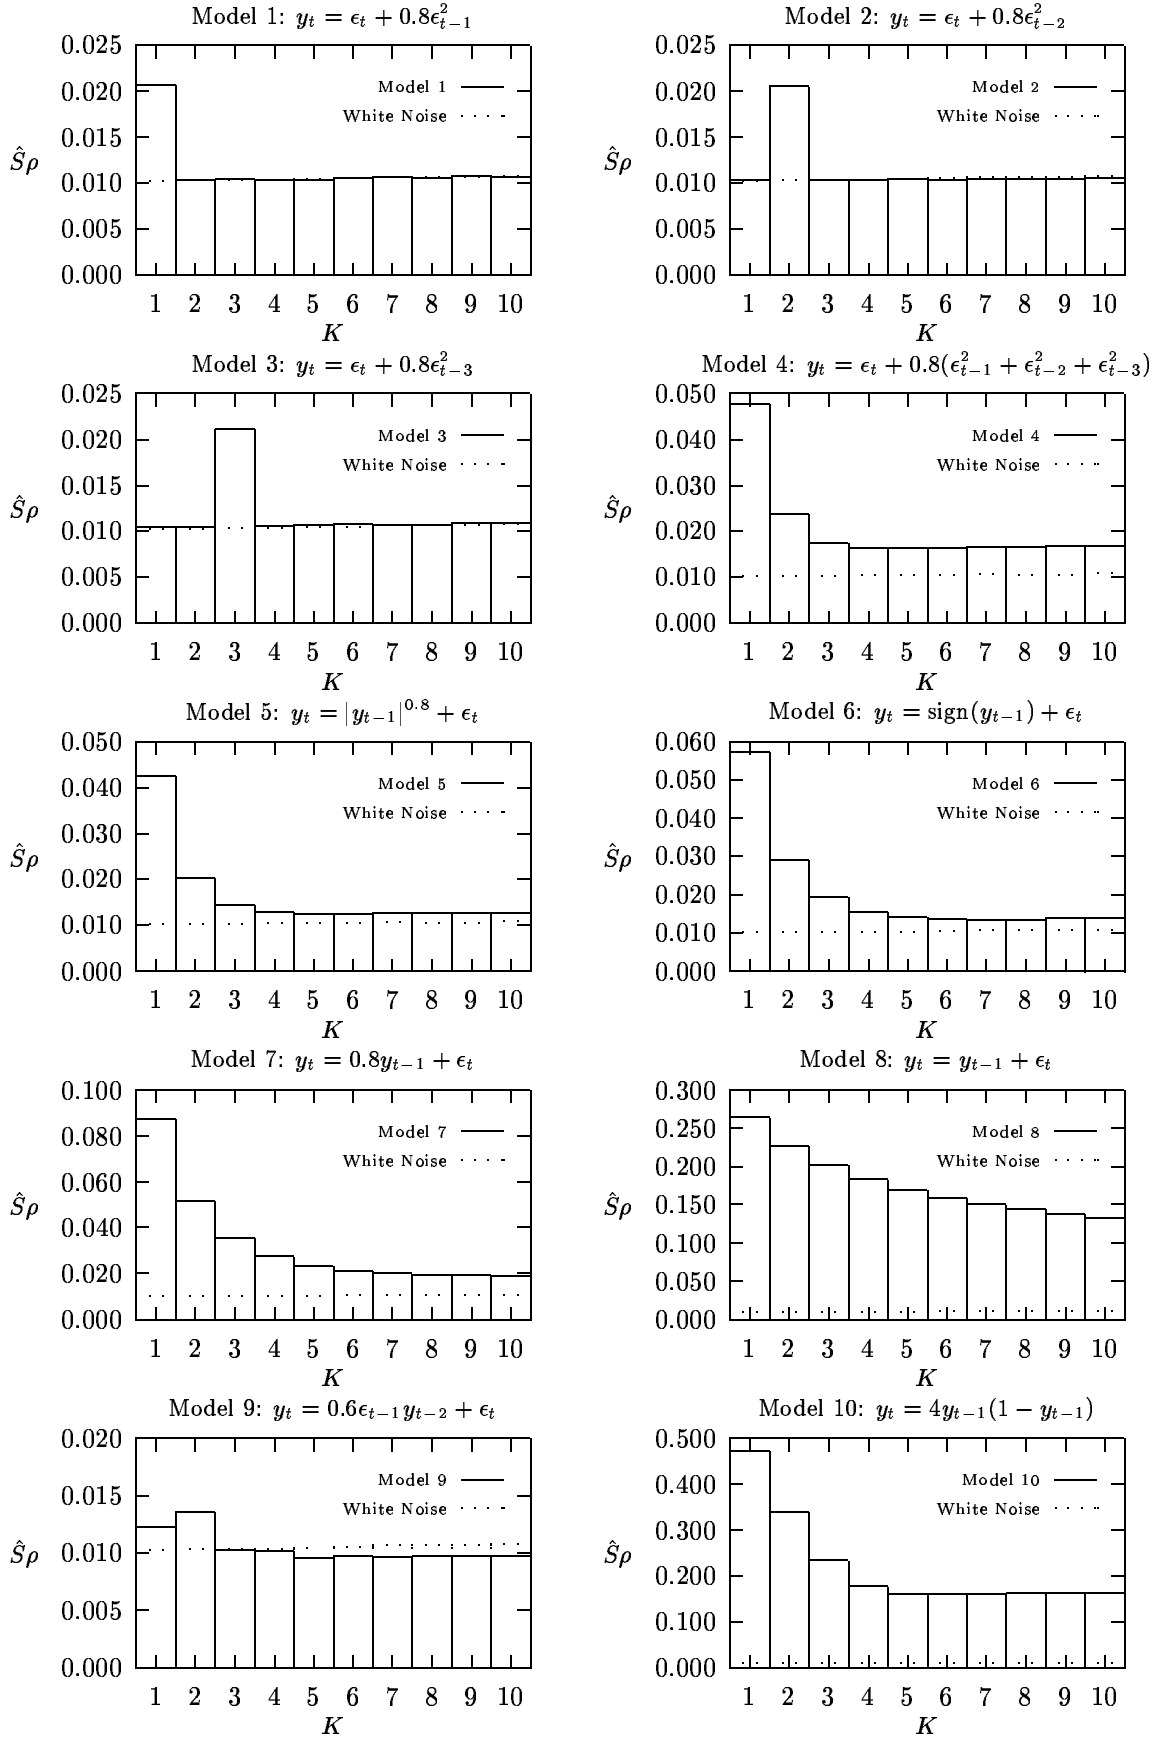 Model 1: y_t = ϵ_t + 0.8ϵ²_{t−1}
0.025
0.020
0.015
0.010
0.005
0.000
Ŝρ
Model 1
White Noise
1 2 3 4 5 6 7 8 9 10
K
Model 2: y_t = ϵ_t + 0.8ϵ²_{t−2}
0.025
0.020
0.015
0.010
0.005
0.000
Ŝρ
Model 2
White Noise
1 2 3 4 5 6 7 8 9 10
K
Model 3: y_t = ϵ_t + 0.8ϵ²_{t−3}
0.025
0.020
0.015
0.010
0.005
0.000
Ŝρ
Model 3
White Noise
1 2 3 4 5 6 7 8 9 10
K
Model 4: y_t = ϵ_t + 0.8(ϵ²_{t−1} + ϵ²_{t−2} + ϵ²_{t−3})
0.050
0.040
0.030
0.020
0.010
0.000
Ŝρ
Model 4
White Noise
1 2 3 4 5 6 7 8 9 10
K
Model 5: y_t = |y_{t−1}|^{0.8} + ϵ_t
0.050
0.040
0.030
0.020
0.010
0.000
Ŝρ
Model 5
White Noise
1 2 3 4 5 6 7 8 9 10
K
Model 6: y_t = sign(y_{t−1}) + ϵ_t
0.060
0.050
0.040
0.030
0.020
0.010
0.000
Ŝρ
Model 6
White Noise
1 2 3 4 5 6 7 8 9 10
K
Model 7: y_t = 0.8y_{t−1} + ϵ_t
0.100
0.080
0.060
0.040
0.020
0.000
Ŝρ
Model 7
White Noise
1 2 3 4 5 6 7 8 9 10
K
Model 8: y_t = y_{t−1} + ϵ_t
0.300
0.250
0.200
0.150
0.100
0.050
0.000
Ŝρ
Model 8
White Noise
1 2 3 4 5 6 7 8 9 10
K
Model 9: y_t = 0.6ϵ_{t−1}y_{t−2} + ϵ_t
0.020
0.015
0.010
0.005
0.000
Ŝρ
Model 9
White Noise
1 2 3 4 5 6 7 8 9 10
K
Model 10: y_t = 4y_{t−1}(1 − y_{t−1})
0.500
0.400
0.300
0.200
0.100
0.000
Ŝρ
Model 10
White Noise
1 2 3 4 5 6 7 8 9 10
K